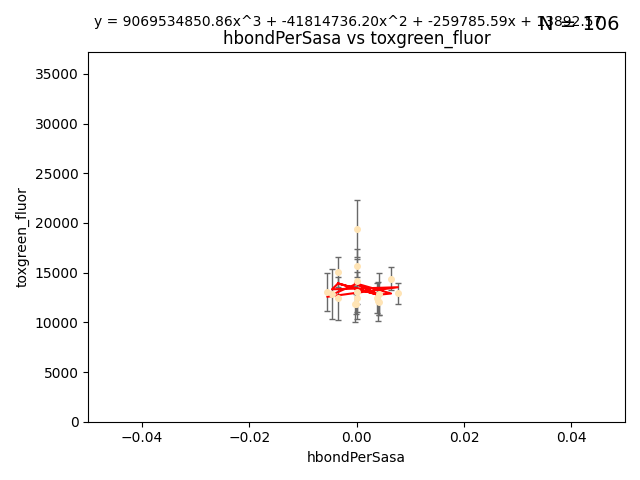 y = 9069534850.86x^3 + -41814736.20x^2 + -259785.59x + 13892.57
N = 106
hbondPerSasa vs toxgreen_fluor
35000
30000
25000
20000
15000
10000
5000
0
toxgreen_fluor
−0.04
−0.02
0.00
0.02
0.04
hbondPerSasa